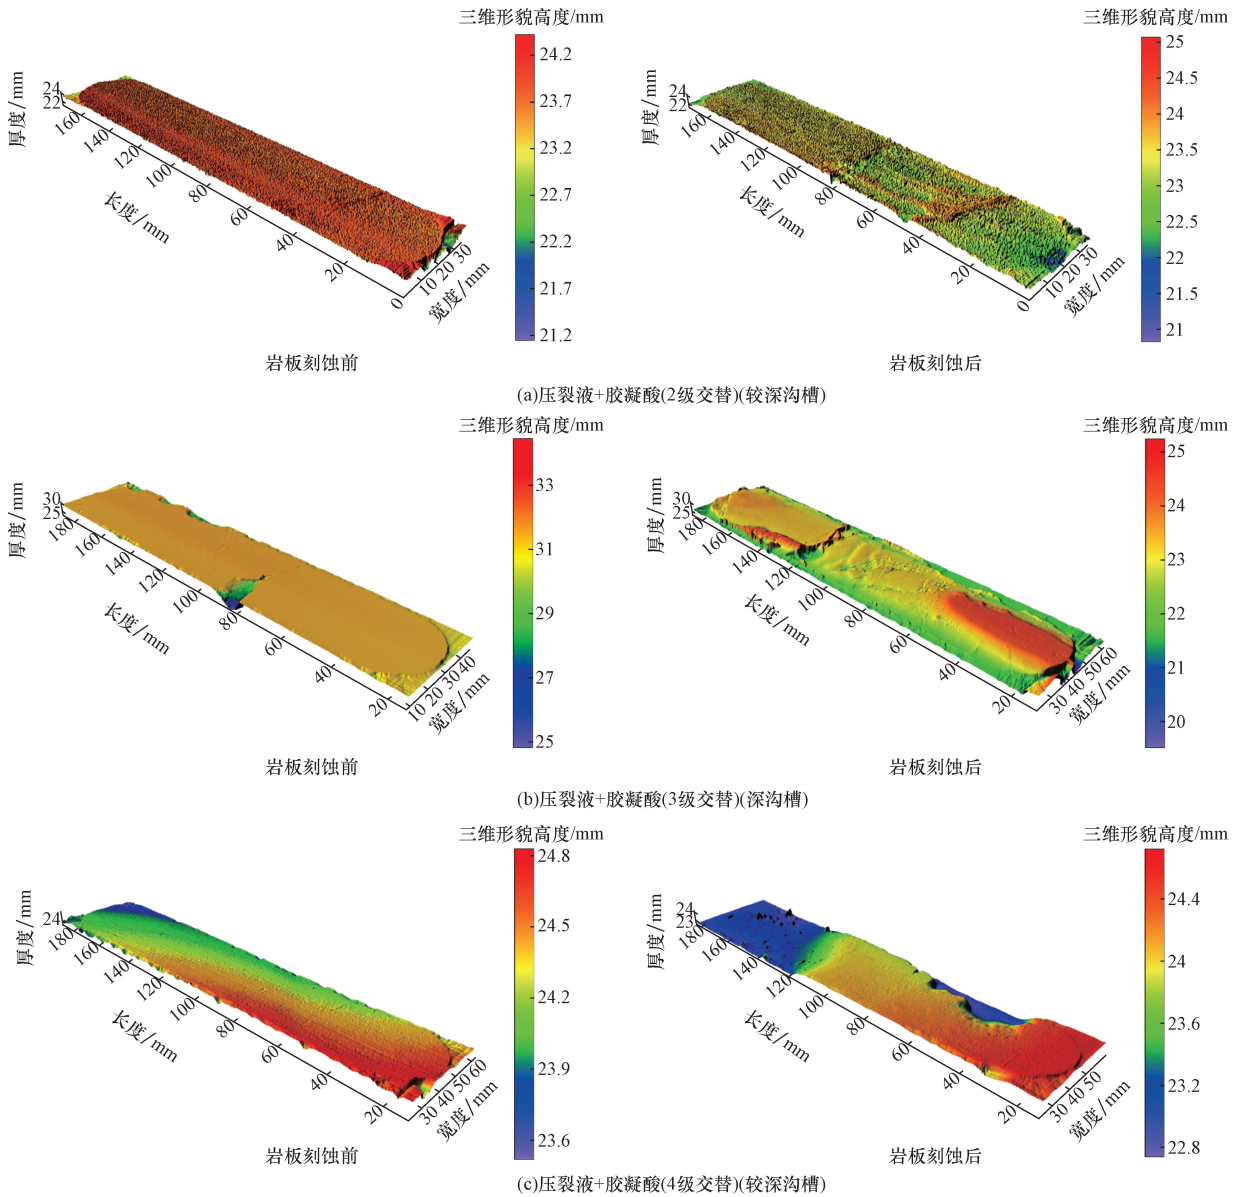 三维形貌高度/mm
24.2
23.7
23.2
22.7
22.2
21.7
21.2
厚度/mm
24
22
160
140
120
100
80
60
40
20
0
长度/mm
10 20 30
宽度/mm
岩板刻蚀前
三维形貌高度/mm
25
24.5
24
23.5
23
22.5
22
21.5
21
厚度/mm
24
22
160
140
120
100
80
60
40
20
0
长度/mm
10 20 30
宽度/mm
岩板刻蚀后
(a)压裂液+胶凝酸(2级交替)(较深沟槽)
三维形貌高度/mm
33
31
29
27
25
厚度/mm
30
25
180
160
140
120
100
80
60
40
20
长度/mm
10 20 30 40
宽度/mm
岩板刻蚀前
三维形貌高度/mm
25
24
23
22
21
20
厚度/mm
30
25
180
160
140
120
100
80
60
40
20
长度/mm
30 40 50 60
宽度/mm
岩板刻蚀后
(b)压裂液+胶凝酸(3级交替)(深沟槽)
三维形貌高度/mm
24.8
24.5
24.2
23.9
23.6
厚度/mm
24
180
160
140
120
100
80
60
40
20
长度/mm
30 40 50 60
宽度/mm
岩板刻蚀前
三维形貌高度/mm
24.4
24
23.6
23.2
22.8
厚度/mm
24
23
180
160
140
120
100
80
60
40
20
长度/mm
30 40 50
宽度/mm
岩板刻蚀后
(c)压裂液+胶凝酸(4级交替)(较深沟槽)